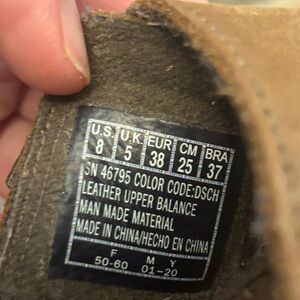 U.S. U.K. EUR CM BRA
8 5 38 25 37
SN 46795 COLOR CODE:DSCH
LEATHER UPPER BALANCE
MAN MADE MATERIAL
MADE IN CHINA/HECHO EN CHINA
F M Y
50-60 01-20